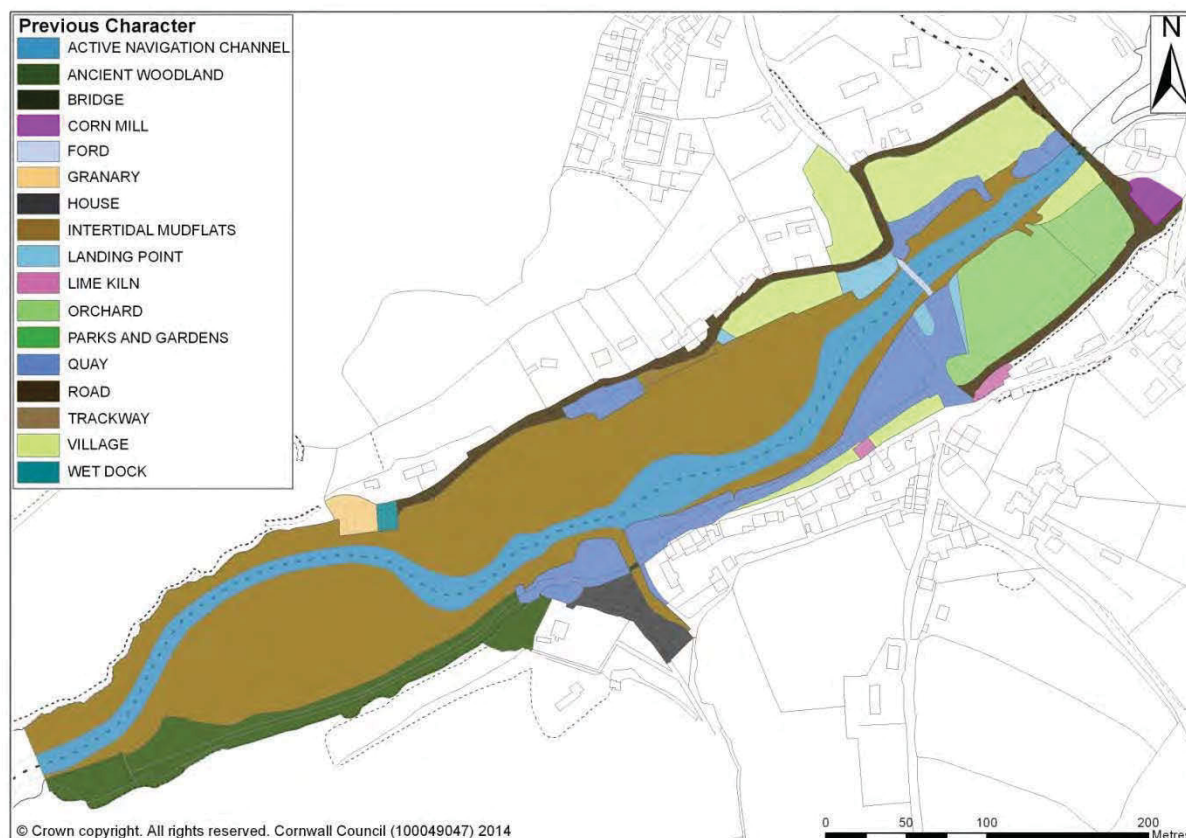 Previous Character
ACTIVE NAVIGATION CHANNEL
ANCIENT WOODLAND
BRIDGE
CORN MILL
FORD
GRANARY
HOUSE
INTERTIDAL MUDFLATS
LANDING POINT
LIME KILN
ORCHARD
PARKS AND GARDENS
QUAY
ROAD
TRACKWAY
VILLAGE
WET DOCK
N
© Crown copyright. All rights reserved. Cornwall Council (100049047) 2014
0 50 100 200
Metres